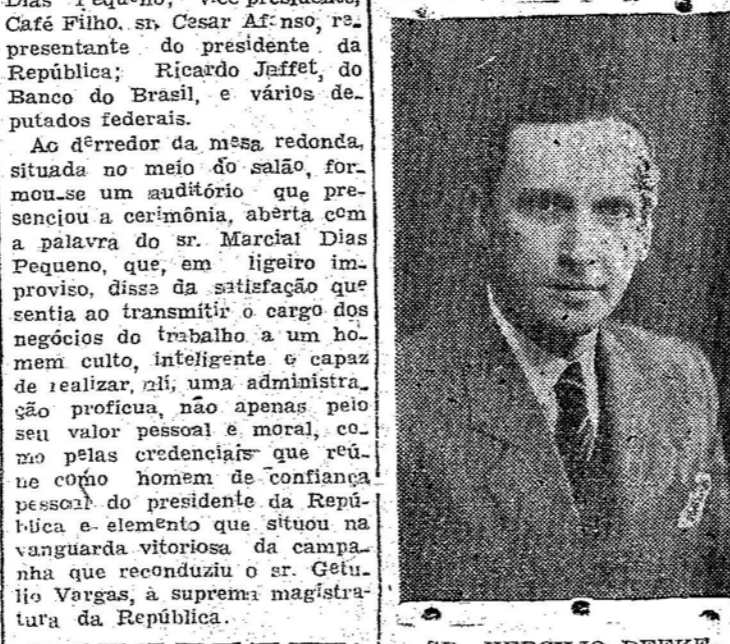 Dias Pequeno; vice-presidente,
Café Filho, sr. Cesar Afonso, re-
presentante do presidente da
República; Ricardo Jaffet, do
Banco do Brasil, e vários de-
putados federais.
Ao derredor da mesa redonda,
situada no meio do salão, for-
mou-se um auditório que pre-
senciou a cerimônia, aberta com
a palavra do sr. Marcial Dias
Pequeno, que, em ligeiro im-
proviso, disse da satisfação que
sentia ao transmitir o cargo dos
negócios do trabalho a um ho-
mem culto, inteligente e capaz
de realizar, ali, uma administra-
ção profícua, não apenas pelo
seu valor pessoal e moral, co-
mo pelas credenciais que reú-
ne como homem de confiança
pessoal do presidente da Repú-
blica e elemento que situou na
vanguarda vitoriosa da campa-
nha que reconduziu o sr. Getu-
lio Vargas, à suprema magistra-
tura da República.